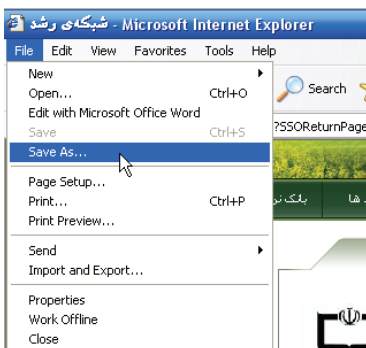 شبکه‌ی رشد - Microsoft Internet Explorer
File Edit View Favorites Tools Help
New
Open... Ctrl+O
Edit with Microsoft Office Word
Save Ctrl+S
Save As...
Page Setup...
Print... Ctrl+P
Print Preview...
Send
Import and Export...
Properties
Work Offline
Close
Search
?SSOReturnPage
ها
بانک